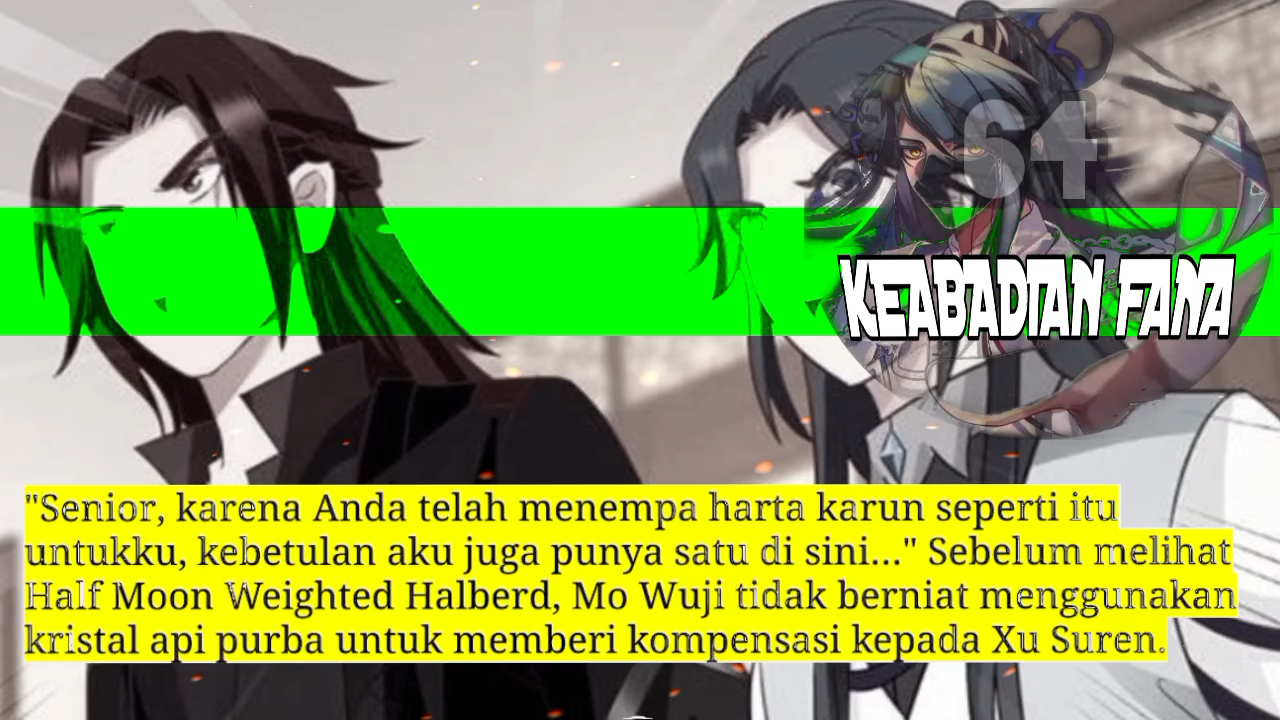 S4
KEABADIAN FANA
"Senior, karena Anda telah menempa harta karun seperti itu
untukku, kebetulan aku juga punya satu di sini..." Sebelum melihat
Half Moon Weighted Halberd, Mo Wuji tidak berniat menggunakan
kristal api purba untuk memberi kompensasi kepada Xu Suren.